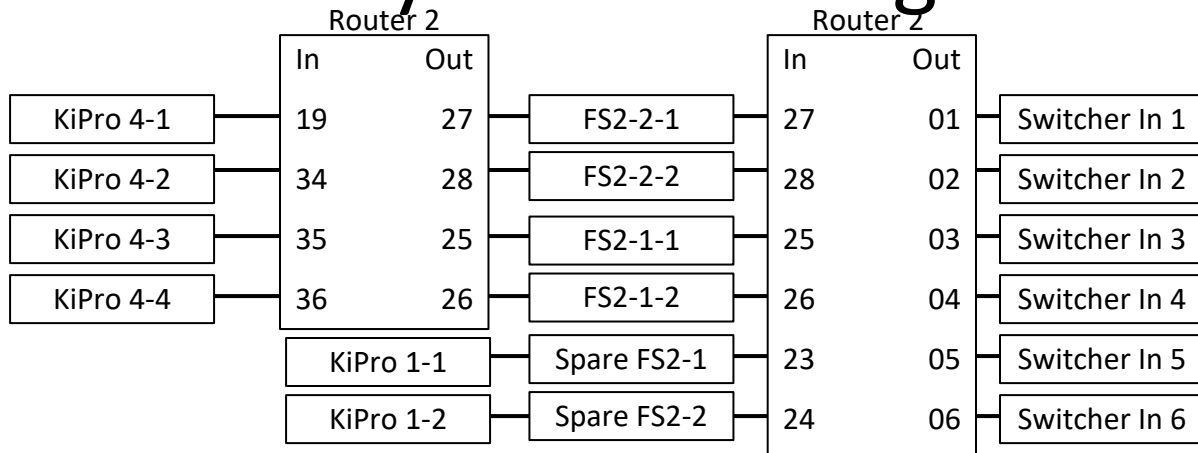 Router 2 Router 2
In Out In Out
KiPro 4-1 19 27 FS2-2-1 27 01 Switcher In 1
KiPro 4-2 34 28 FS2-2-2 28 02 Switcher In 2
KiPro 4-3 35 25 FS2-1-1 25 03 Switcher In 3
KiPro 4-4 36 26 FS2-1-2 26 04 Switcher In 4
KiPro 1-1 Spare FS2-1 23 05 Switcher In 5
KiPro 1-2 Spare FS2-2 24 06 Switcher In 6